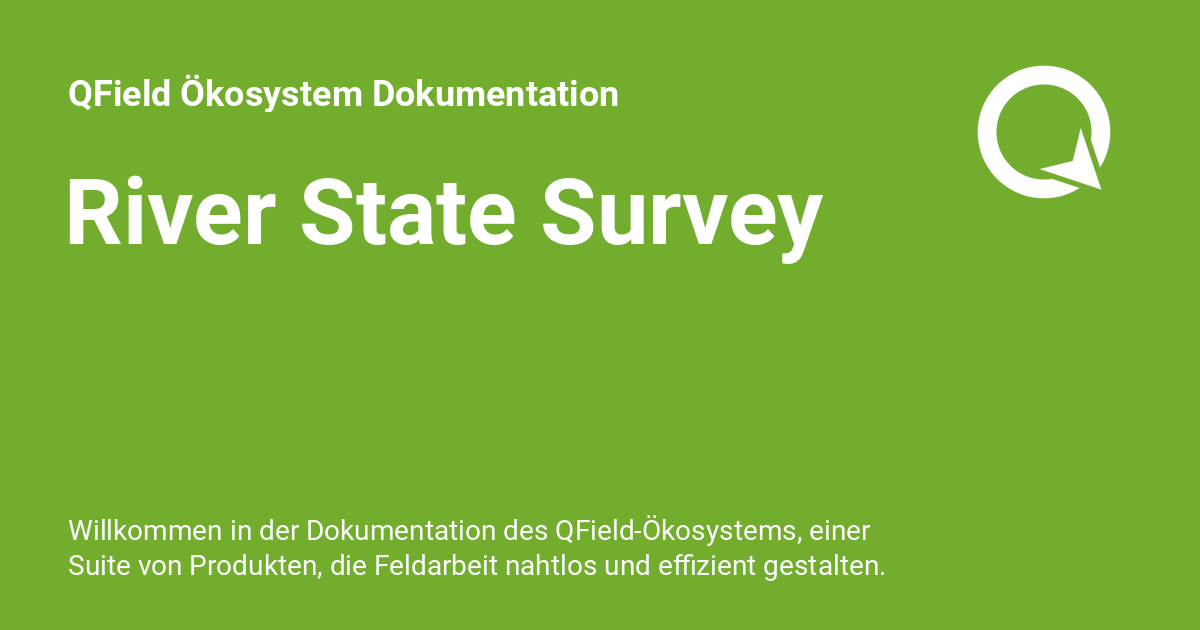 QField Ökosystem Dokumentation
River State Survey
Willkommen in der Dokumentation des QField-Ökosystems, einer
Suite von Produkten, die Feldarbeit nahtlos und effizient gestalten.